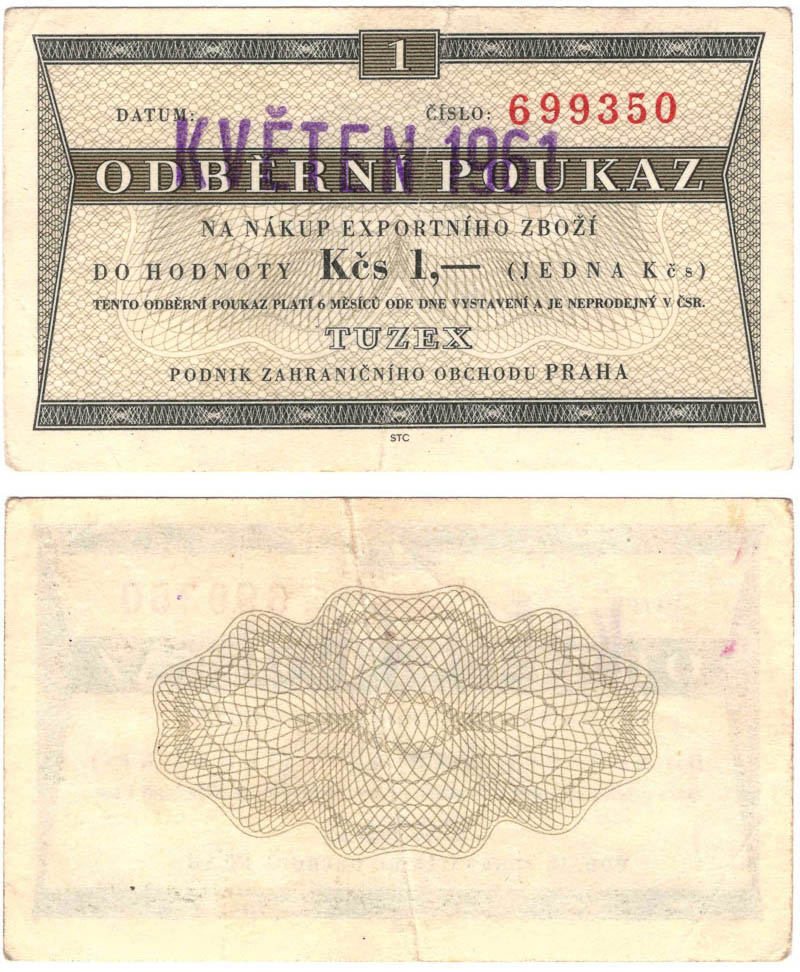 1
DATUM: ČÍSLO: 699350
KVĚTEN 1961
ODBĚRNÍ POUKAZ
NA NÁKUP EXPORTNÍHO ZBOŽÍ
DO HODNOTY Kčs 1,— (JEDNA Kčs)
TENTO ODBĚRNÍ POUKAZ PLATÍ 6 MĚSÍCŮ ODE DNE VYSTAVENÍ A JE NEPRODEJNÝ V ČSR.
TUZEX
PODNIK ZAHRANIČNÍHO OBCHODU PRAHA
STC